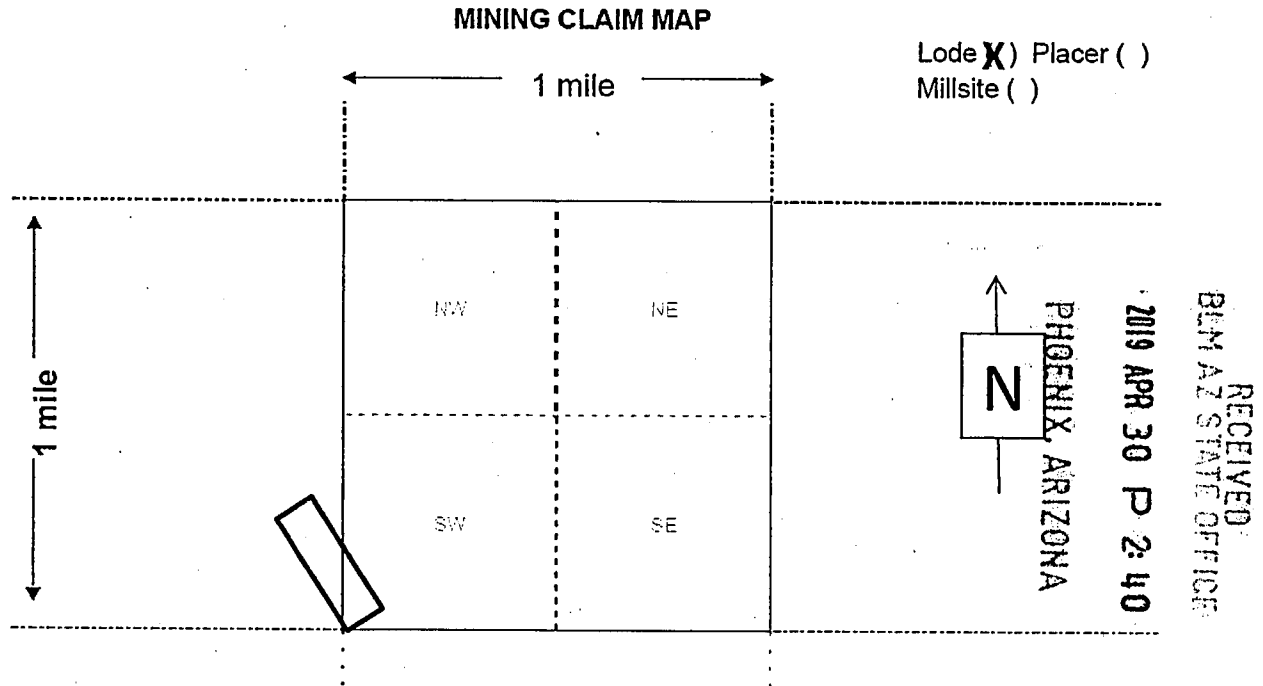 MINING CLAIM MAP
Lode X) Placer ( )
Millsite ( )
1 mile
1 mile
NW
NE
SW
SE
N
RECEIVED
BLM AZ STATE OFFICE
2019 APR 30 P 2:40
PHOENIX, ARIZONA